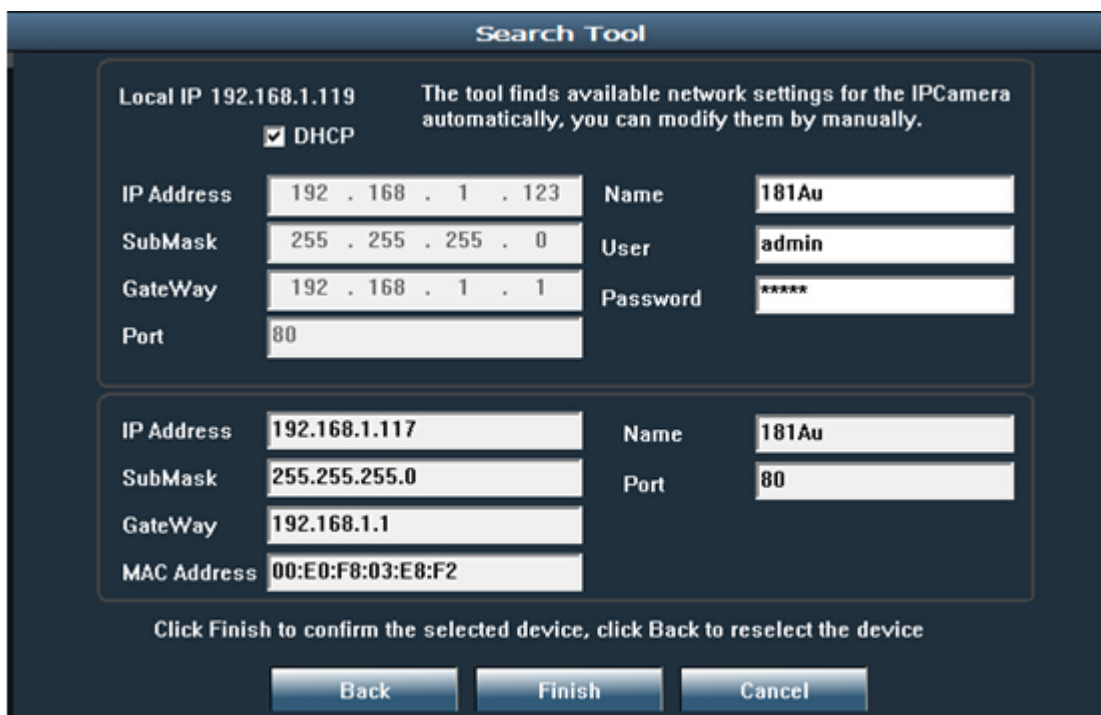 Search Tool
Local IP 192.168.1.119
The tool finds available network settings for the IPCamera
automatically, you can modify them by manually.
DHCP
IP Address 192 . 168 . 1 . 123
SubMask 255 . 255 . 255 . 0
GateWay 192 . 168 . 1 . 1
Port 80
Name 181Au
User admin
Password *****
IP Address 192.168.1.117
SubMask 255.255.255.0
GateWay 192.168.1.1
MAC Address 00:E0:F8:03:E8:F2
Name 181Au
Port 80
Click Finish to confirm the selected device, click Back to reselect the device
Back Finish Cancel